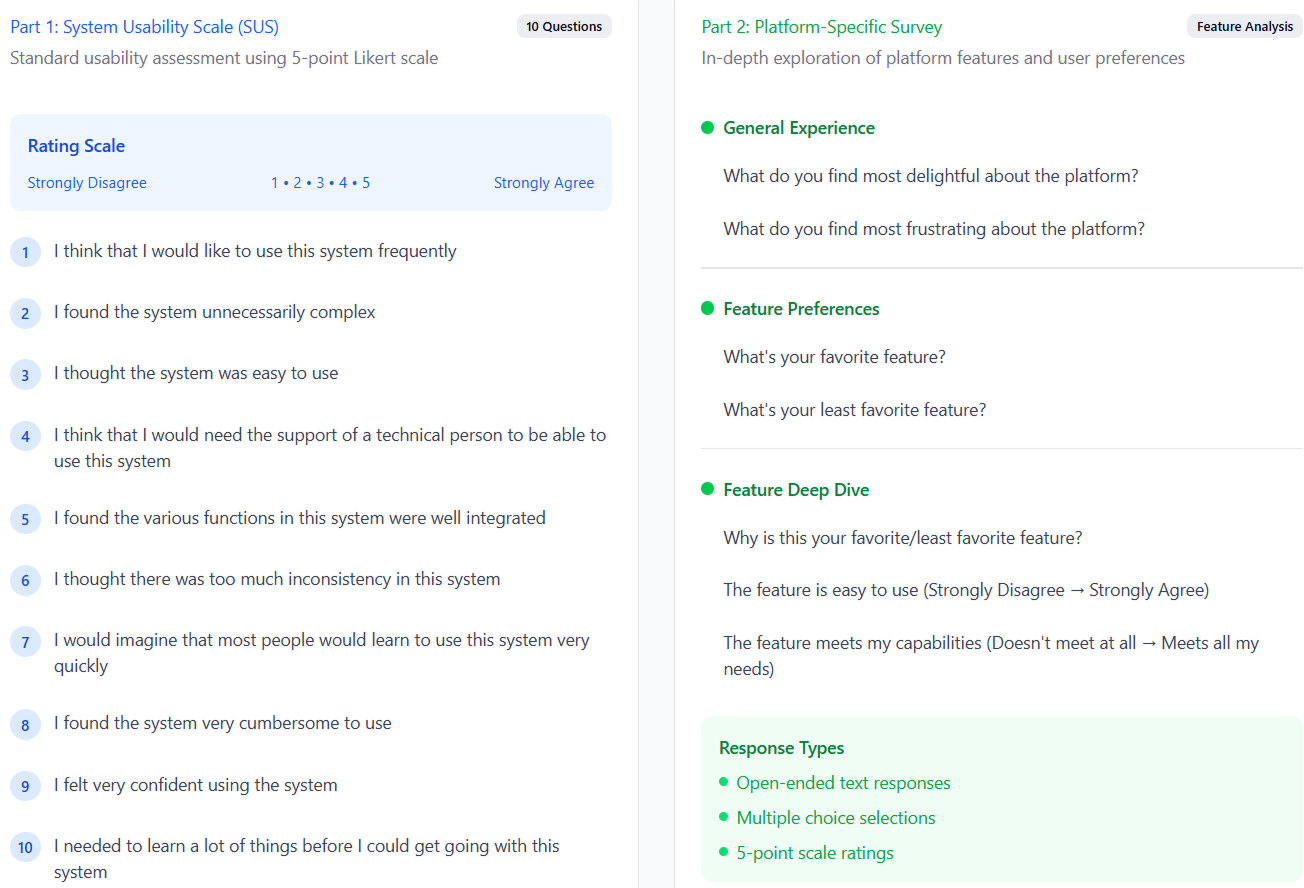 Part 1: System Usability Scale (SUS)
10 Questions
Standard usability assessment using 5-point Likert scale
Rating Scale
Strongly Disagree
1 • 2 • 3 • 4 • 5
Strongly Agree
1
I think that I would like to use this system frequently
2
I found the system unnecessarily complex
3
I thought the system was easy to use
4
I think that I would need the support of a technical person to be able to
use this system
5
I found the various functions in this system were well integrated
6
I thought there was too much inconsistency in this system
7
I would imagine that most people would learn to use this system very
quickly
8
I found the system very cumbersome to use
9
I felt very confident using the system
10
I needed to learn a lot of things before I could get going with this
system
Part 2: Platform-Specific Survey
Feature Analysis
In-depth exploration of platform features and user preferences
General Experience
What do you find most delightful about the platform?
What do you find most frustrating about the platform?
Feature Preferences
What's your favorite feature?
What's your least favorite feature?
Feature Deep Dive
Why is this your favorite/least favorite feature?
The feature is easy to use (Strongly Disagree → Strongly Agree)
The feature meets my capabilities (Doesn't meet at all → Meets all my
needs)
Response Types
Open-ended text responses
Multiple choice selections
5-point scale ratings